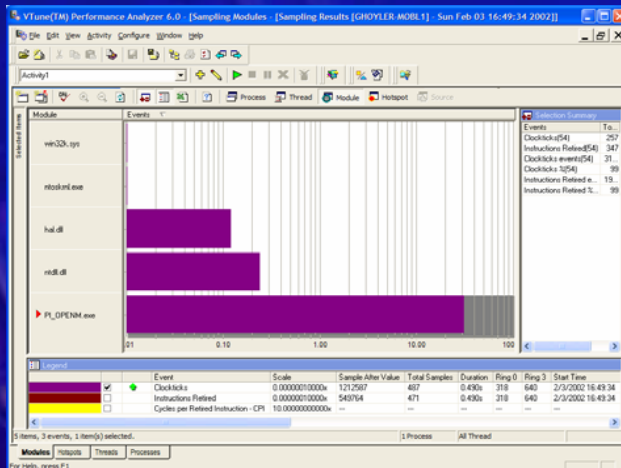 VTune(TM) Performance Analyzer 6.0 - [Sampling Modules - [Sampling Results [GHOYLER-MOBL1] - Sun Feb 03 16:49:34 2002]]
File Edit View Activity Configure Window Help
Activity1
Process Thread Module Hotspot Source
Selected Items
Module Events
win32k.sys
ntoskrnl.exe
hal.dll
ntdll.dll
PI_OPENM.exe
.01 0.10 1.00 10.00 100
Selection Summary
Events To...
Clockticks(54) 257
Instructions Retired(54) 347
Clockticks events(54) 31...
Clockticks %(54) 99
Instructions Retired e... 19...
Instructions Retired %... 99
Legend
Event Scale Sample After Value Total Samples Duration Ring 0 Ring 3 Start Time
Clockticks 0.00000010000x 1212587 487 0.490s 318 640 2/3/2002 16:49:34
Instructions Retired 0.00000010000x 549764 471 0.490s 318 640 2/3/2002 16:49:34
Cycles per Retired Instruction - CPI 10.00000000000x --- --- --- --- --- ---
5 items, 3 events, 1 item(s) selected. 1 Process All Thread
Modules Hotspots Threads Processes
For Help, press F1